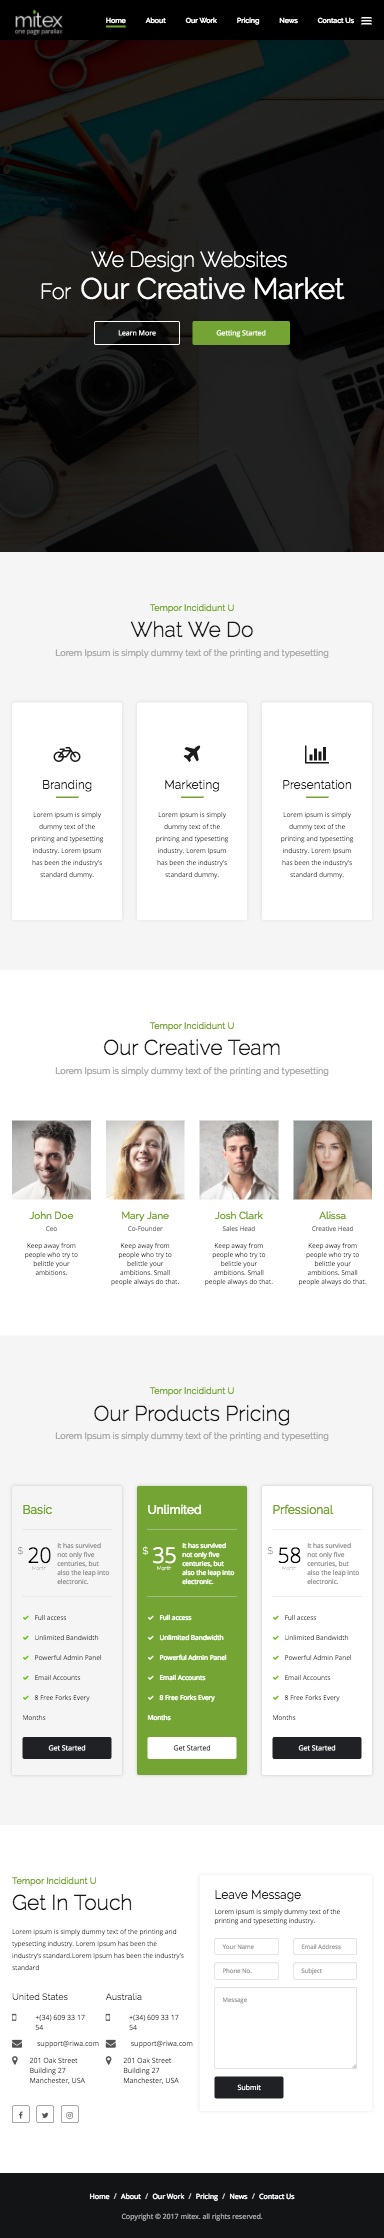 mitex
one page parallax
Home About Our Work Pricing News Contact Us
We Design Websites
For Our Creative Market
Learn More Getting Started
Tempor Incididunt U
What We Do
Lorem Ipsum is simply dummy text of the printing and typesetting
Branding
Lorem ipsum is simply
dummy text of the
printing and typesetting
industry. Lorem Ipsum
has been the industry's
standard dummy.
Marketing
Lorem ipsum is simply
dummy text of the
printing and typesetting
industry. Lorem Ipsum
has been the industry's
standard dummy.
Presentation
Lorem ipsum is simply
dummy text of the
printing and typesetting
industry. Lorem Ipsum
has been the industry's
standard dummy.
Tempor Incididunt U
Our Creative Team
Lorem Ipsum is simply dummy text of the printing and typesetting
John Doe
Ceo
Keep away from
people who try to
belittle your
ambitions.
Mary Jane
Co-Founder
Keep away from
people who try to
belittle your
ambitions. Small
people always do that.
Josh Clark
Sales Head
Keep away from
people who try to
belittle your
ambitions. Small
people always do that.
Alissa
Creative Head
Keep away from
people who try to
belittle your
ambitions. Small
people always do that.
Tempor Incididunt U
Our Products Pricing
Lorem Ipsum is simply dummy text of the printing and typesetting
Basic
$ 20
Month
It has survived
not only five
centuries, but
also the leap into
electronic.
Full access
Unlimited Bandwidth
Powerful Admin Panel
Email Accounts
8 Free Forks Every
Months
Get Started
Unlimited
$ 35
Month
It has survived
not only five
centuries, but
also the leap into
electronic.
Full access
Unlimited Bandwidth
Powerful Admin Panel
Email Accounts
8 Free Forks Every
Months
Get Started
Prfessional
$ 58
Month
It has survived
not only five
centuries, but
also the leap into
electronic.
Full access
Unlimited Bandwidth
Powerful Admin Panel
Email Accounts
8 Free Forks Every
Months
Get Started
Tempor Incididunt U
Get In Touch
Lorem ipsum is simply dummy text of the printing and
typesetting industry. Lorem Ipsum has been the
industry's standard.Lorem Ipsum has been the industry's
standard
United States
+(34) 609 33 17
54
support@riwa.com
201 Oak Street
Building 27
Manchester, USA
Australia
+(34) 609 33 17
54
support@riwa.com
201 Oak Street
Building 27
Manchester, USA
Leave Message
Lorem ipsum is simply dummy text of the
printing and typesetting industry.
Your Name Email Address
Phone No. Subject
Message
Submit
Home / About / Our Work / Pricing / News / Contact Us
Copyright © 2017 mitex. all rights reserved.